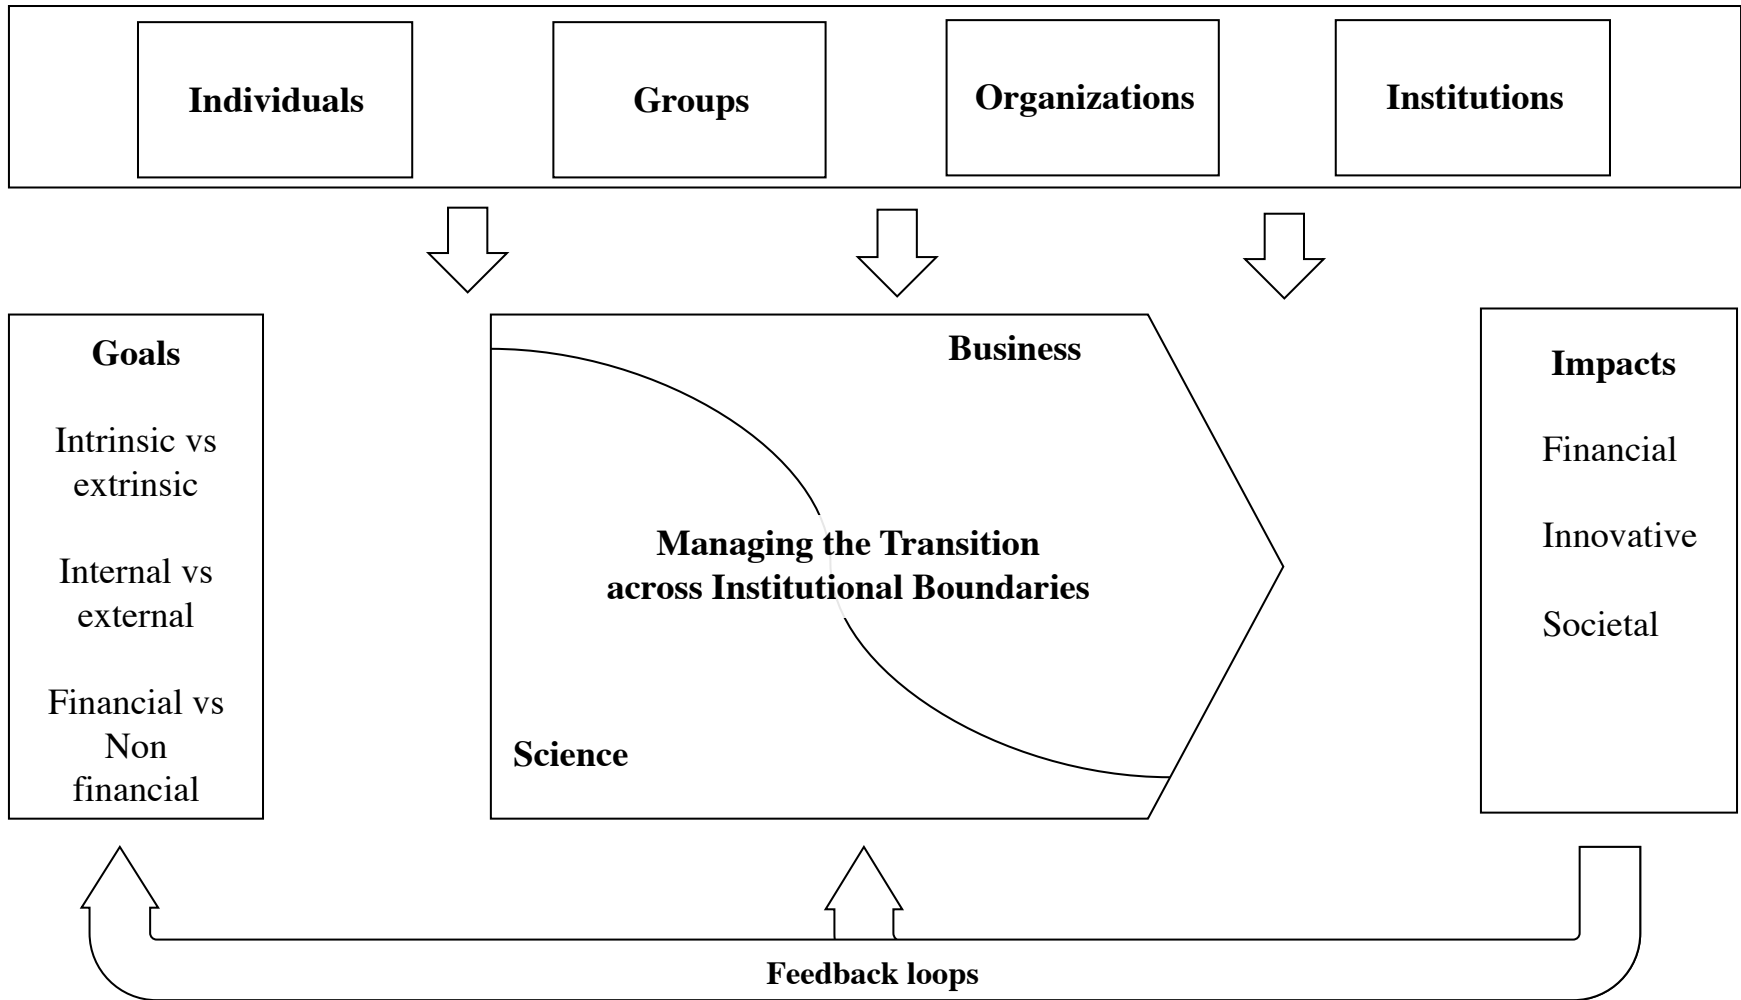 Individuals
Groups
Organizations
Institutions
Goals
Intrinsic vs
extrinsic
Internal vs
external
Financial vs
Non
financial
Business
Managing the Transition
across Institutional Boundaries
Science
Impacts
Financial
Innovative
Societal
Feedback loops